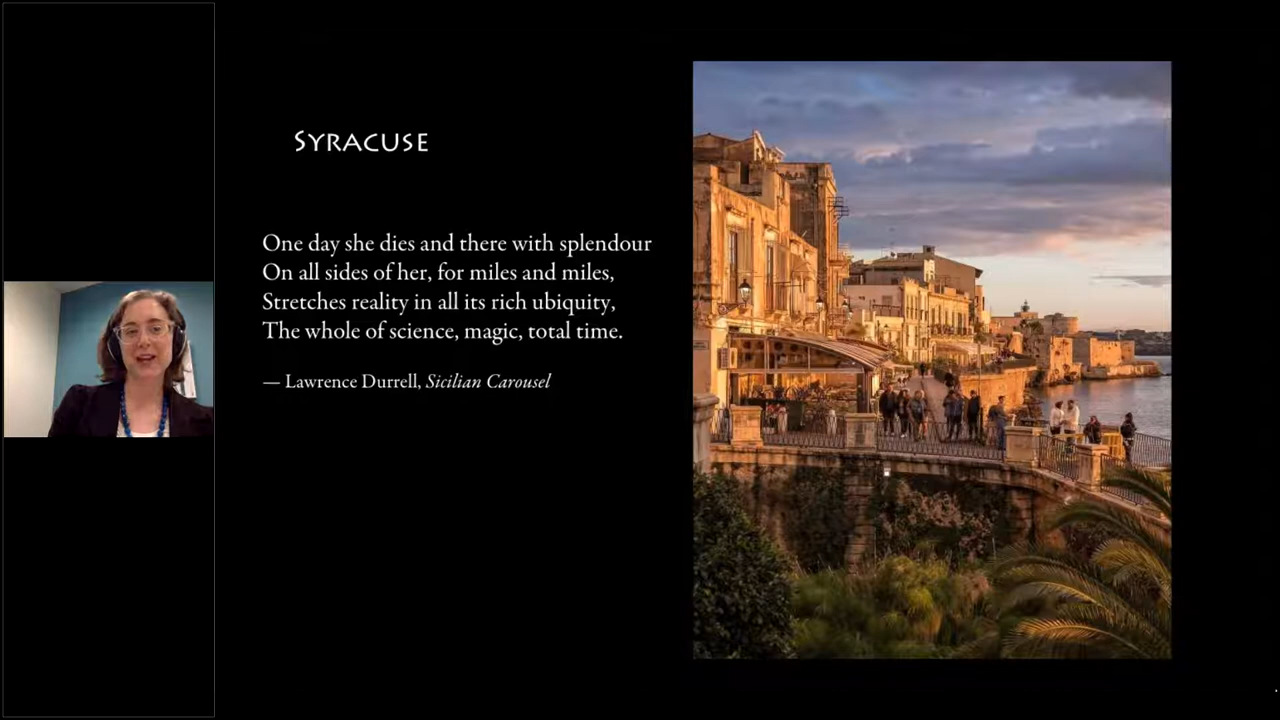 SYRACUSE
One day she dies and there with splendour
On all sides of her, for miles and miles,
Stretches reality in all its rich ubiquity,
The whole of science, magic, total time.
— Lawrence Durrell, Sicilian Carousel